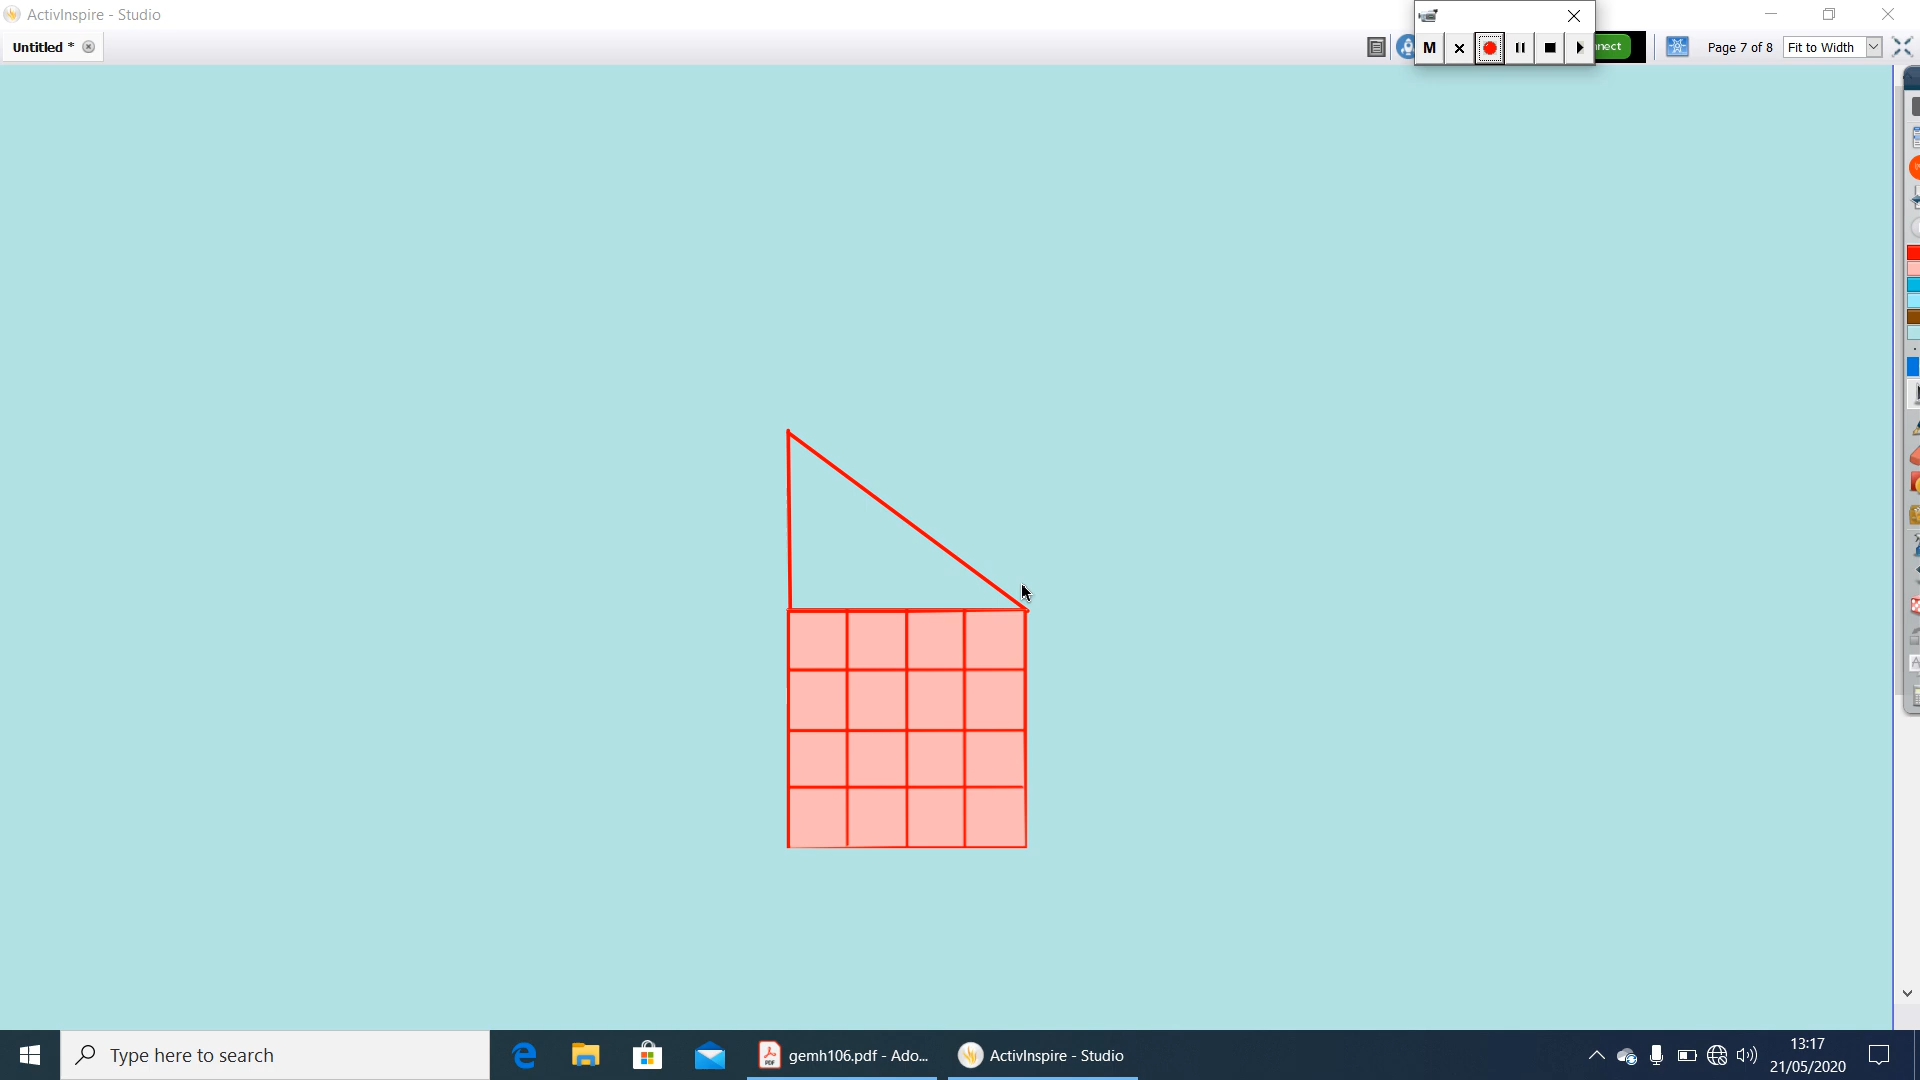 ActivInspire - Studio
Untitled *
M
nect
Page 7 of 8
Fit to Width
Type here to search
gemh106.pdf - Ado...
ActivInspire - Studio
13:17
21/05/2020